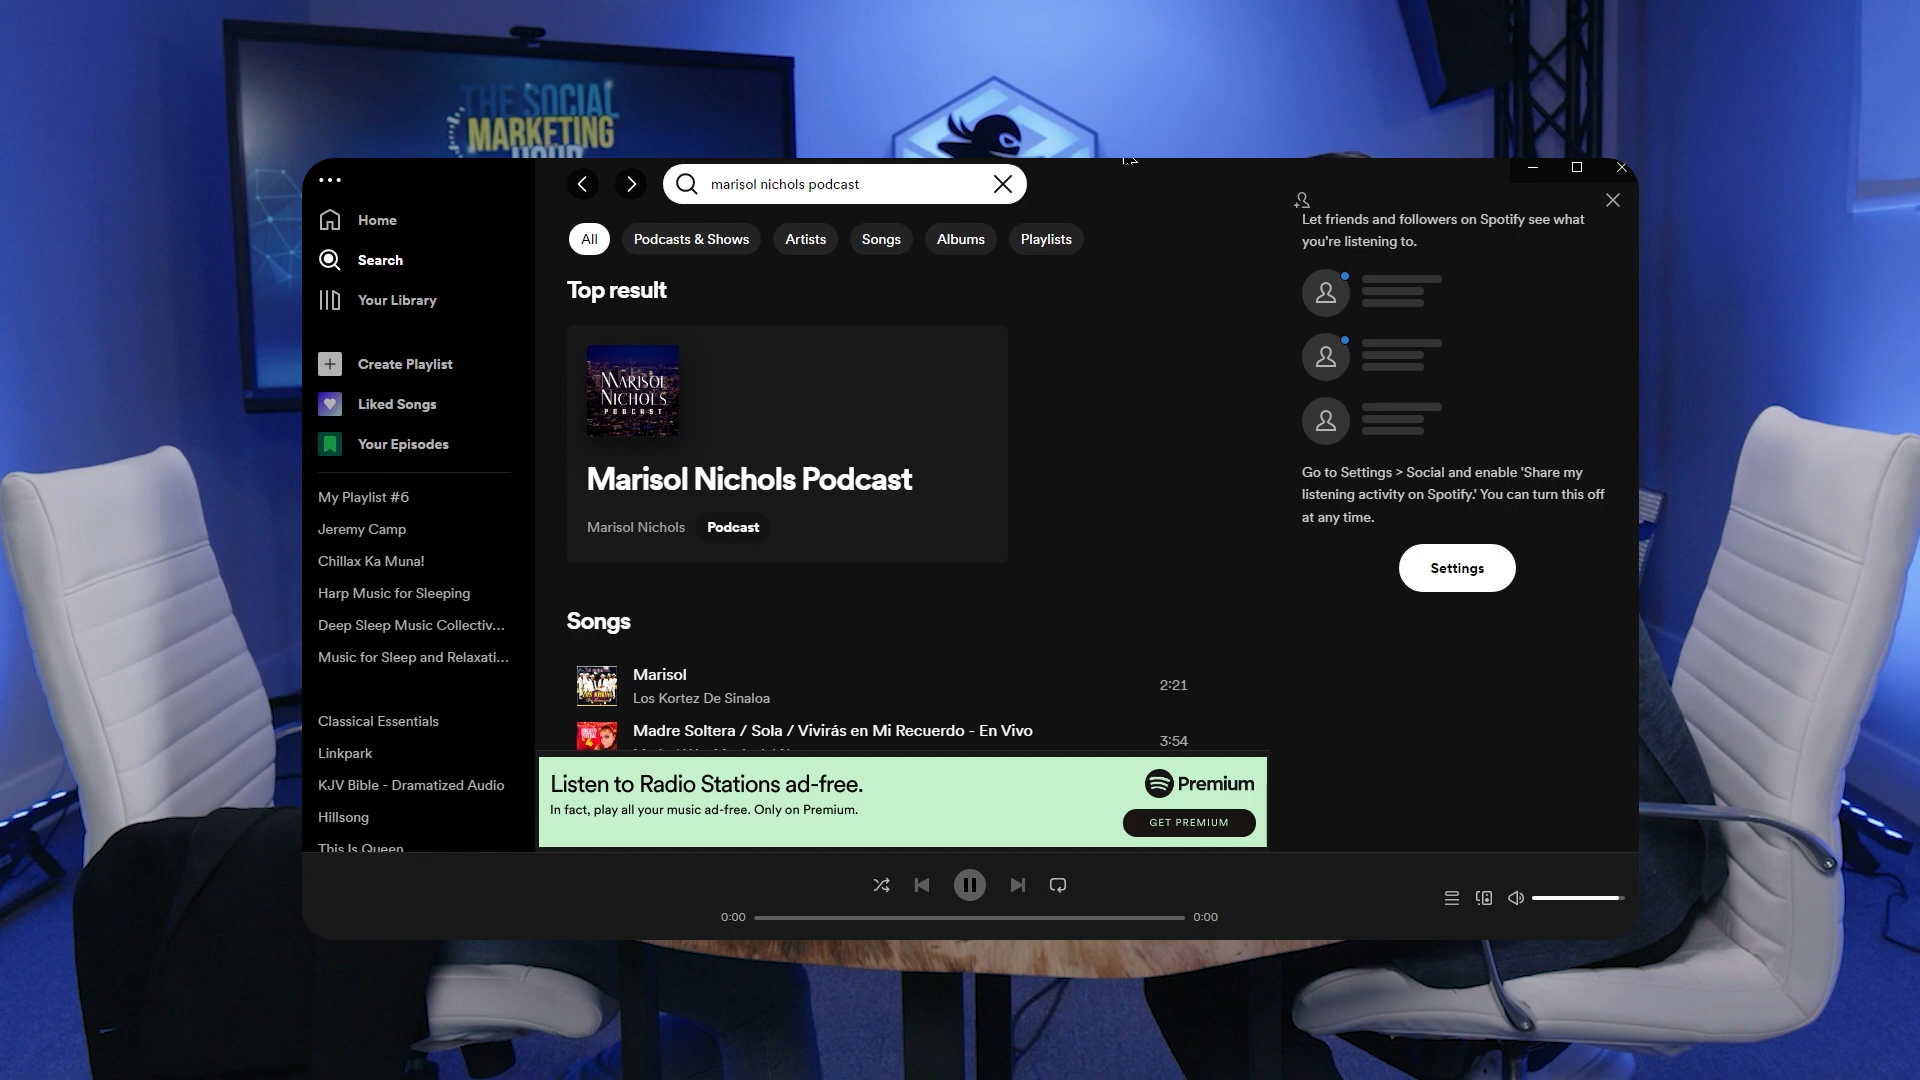 THE SOCIAL
MARKETING
HOUR
marisol nichols podcast
Home
Search
Your Library
Create Playlist
Liked Songs
Your Episodes
My Playlist #6
Jeremy Camp
Chillax Ka Muna!
Harp Music for Sleeping
Deep Sleep Music Collectiv...
Music for Sleep and Relaxati...
Classical Essentials
Linkpark
KJV Bible - Dramatized Audio
Hillsong
This Is Queen
All
Podcasts & Shows
Artists
Songs
Albums
Playlists
Top result
MARISOL
NICHOLS
PODCAST
Marisol Nichols Podcast
Marisol Nichols
Podcast
Songs
Marisol
Los Kortez De Sinaloa
2:21
Madre Soltera / Sola / Vivirás en Mi Recuerdo - En Vivo
3:54
Listen to Radio Stations ad-free.
In fact, play all your music ad-free. Only on Premium.
Premium
GET PREMIUM
Let friends and followers on Spotify see what
you're listening to.
Go to Settings > Social and enable 'Share my
listening activity on Spotify.' You can turn this off
at any time.
Settings
0:00
0:00